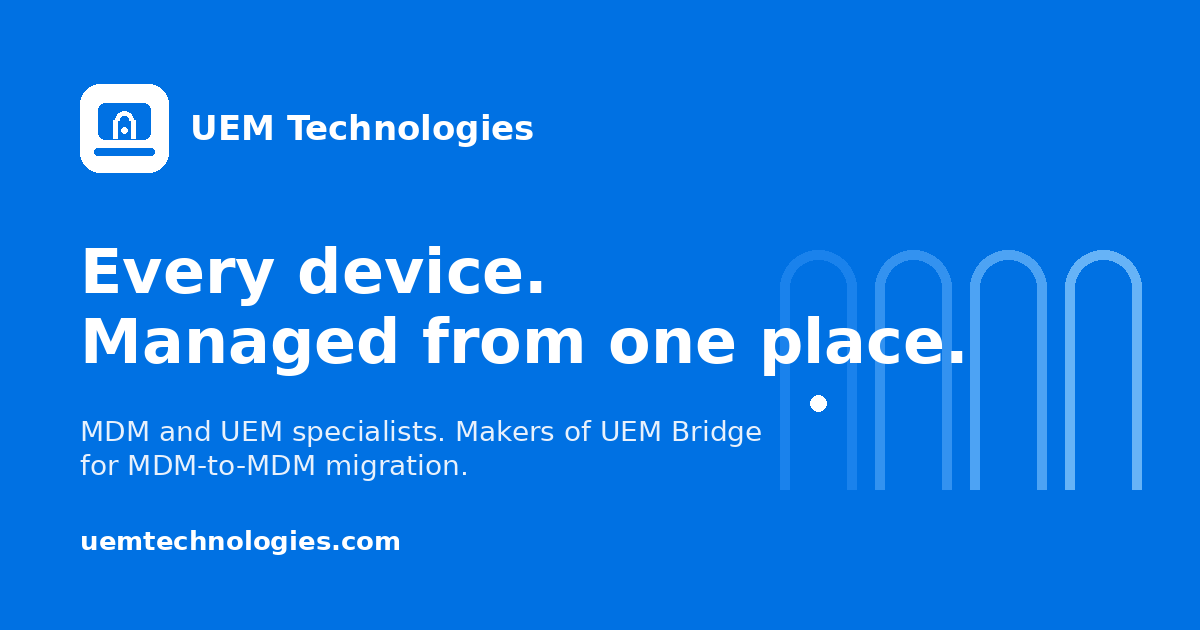 UEM Technologies
Every device.
Managed from one place.
MDM and UEM specialists. Makers of UEM Bridge
for MDM-to-MDM migration.
uemtechnologies.com